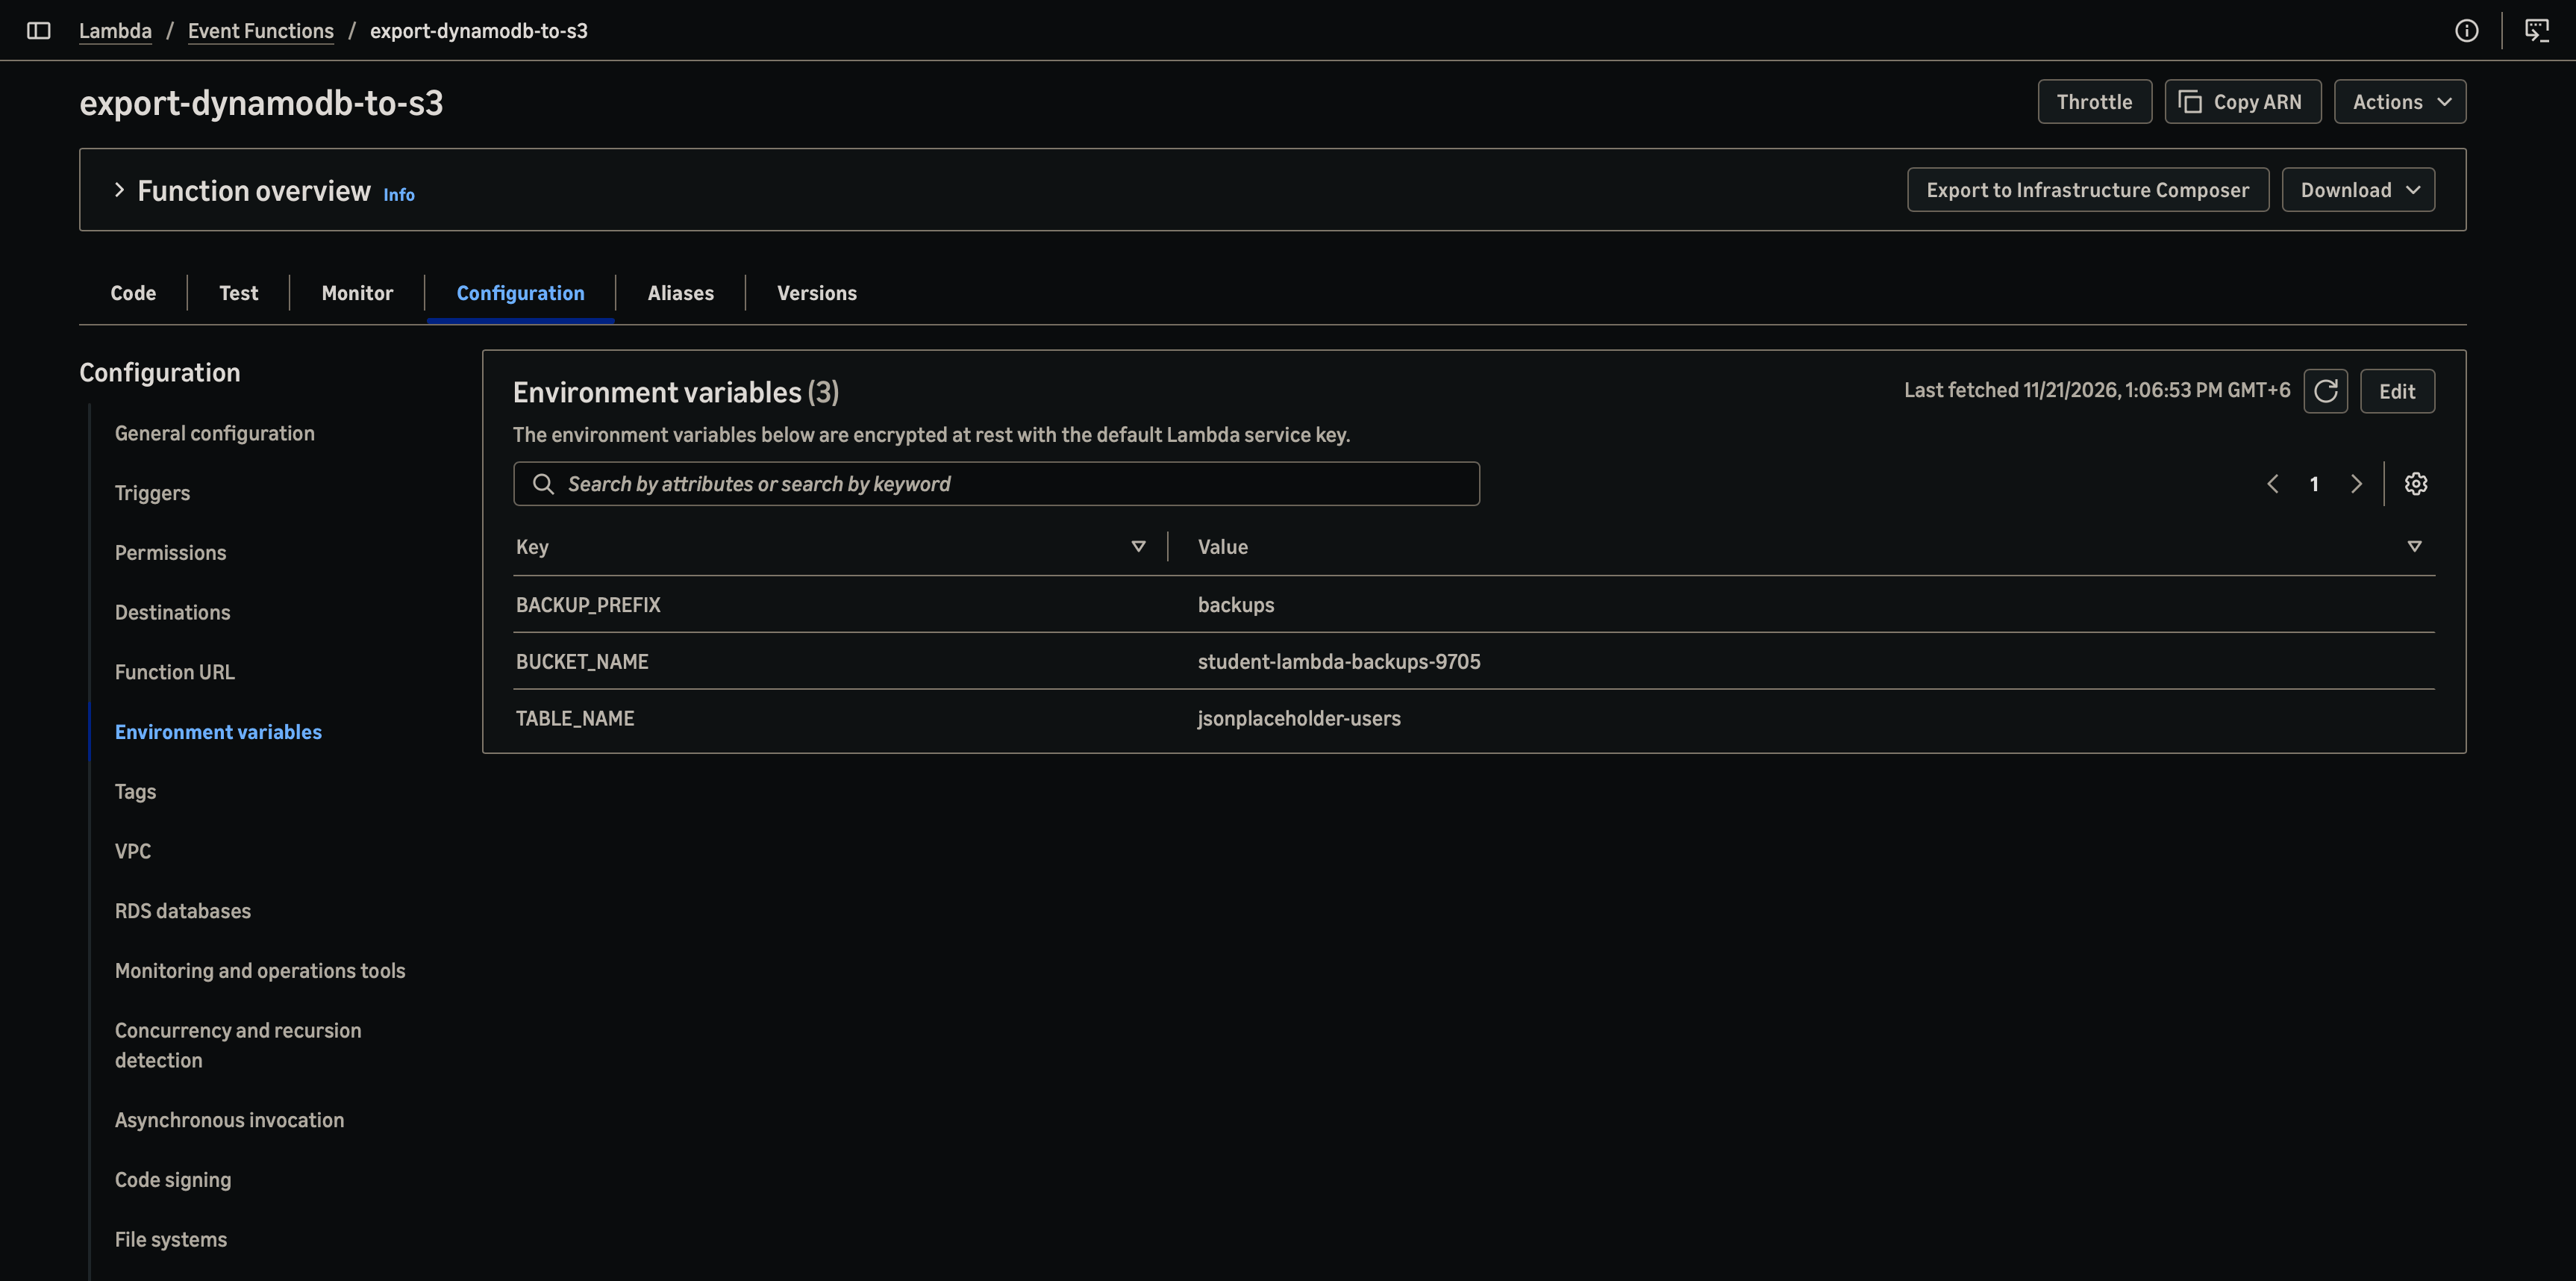 Lambda / Event Functions / export-dynamodb-to-s3
export-dynamodb-to-s3
Throttle
Copy ARN
Actions
Function overview Info
Export to Infrastructure Composer
Download
Code
Test
Monitor
Configuration
Aliases
Versions
Configuration
General configuration
Triggers
Permissions
Destinations
Function URL
Environment variables
Tags
VPC
RDS databases
Monitoring and operations tools
Concurrency and recursion
detection
Asynchronous invocation
Code signing
File systems
Environment variables (3)
Last fetched 11/21/2026, 1:06:53 PM GMT+6
Edit
The environment variables below are encrypted at rest with the default Lambda service key.
Search by attributes or search by keyword
1
Key Value
BACKUP_PREFIX backups
BUCKET_NAME student-lambda-backups-9705
TABLE_NAME jsonplaceholder-users